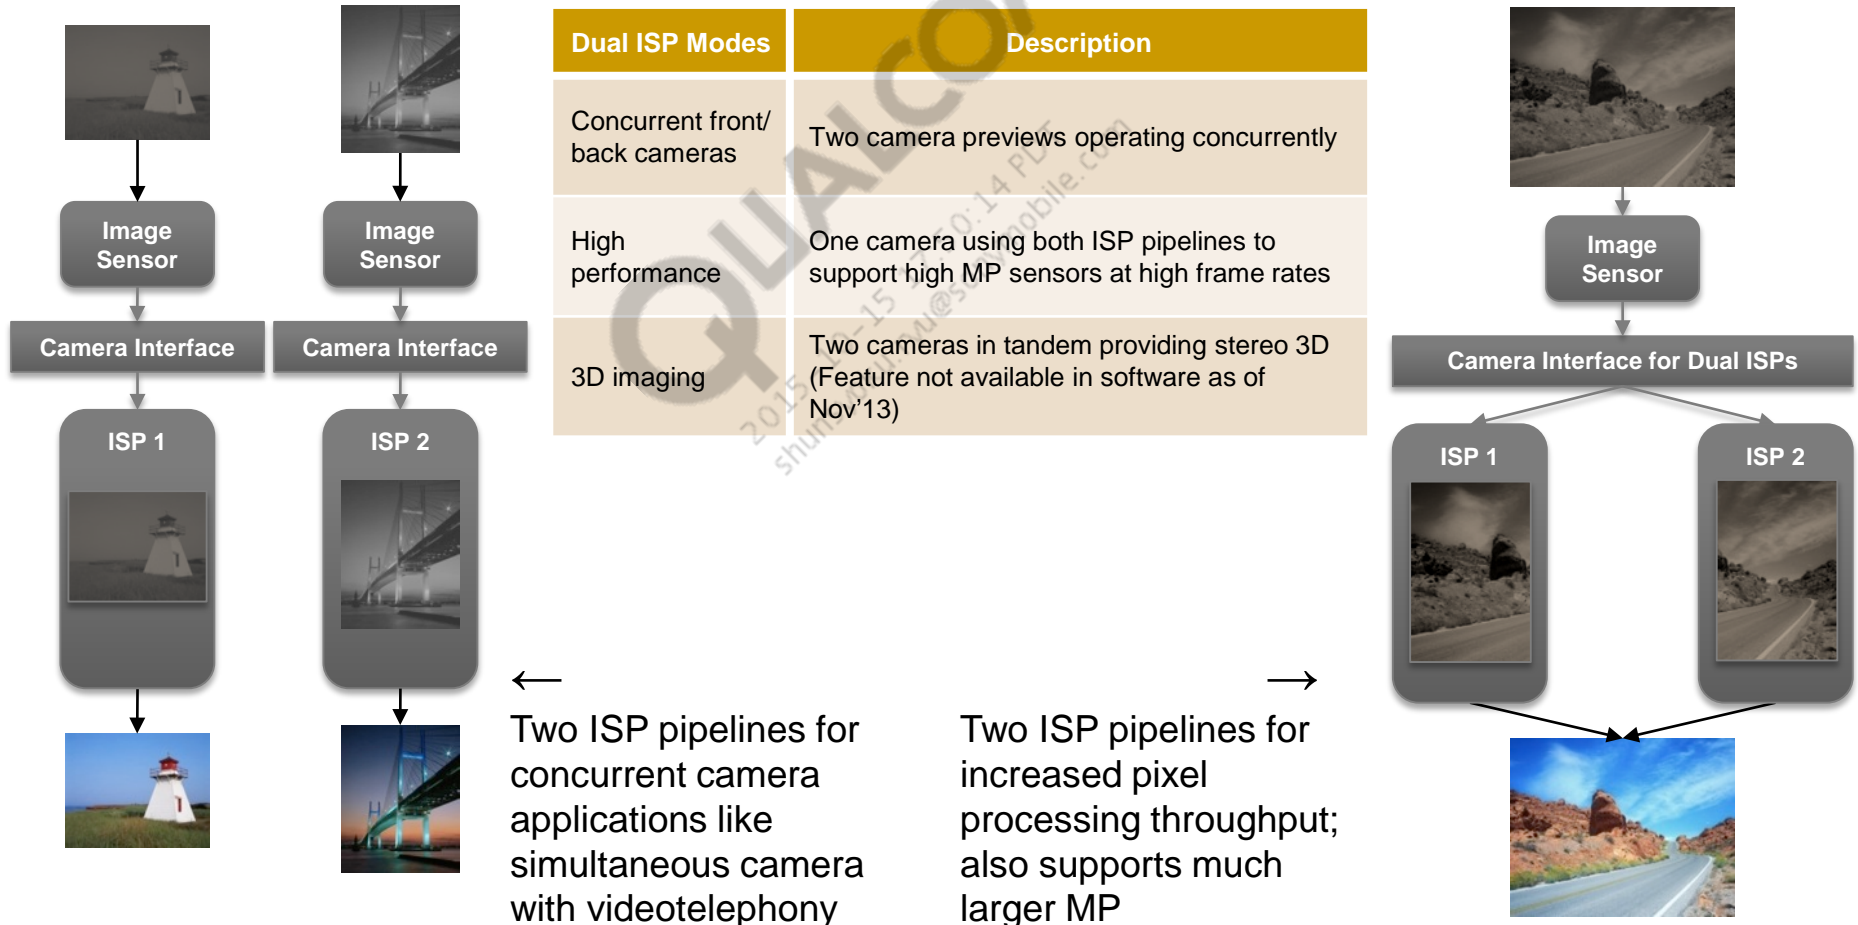 Image
Sensor
Camera Interface
ISP 1
Image
Sensor
Camera Interface
ISP 2
Dual ISP Modes
Description
Concurrent front/
back cameras
Two camera previews operating concurrently
High
performance
One camera using both ISP pipelines to
support high MP sensors at high frame rates
3D imaging
Two cameras in tandem providing stereo 3D
(Feature not available in software as of
Nov’13)
←
Two ISP pipelines for
concurrent camera
applications like
simultaneous camera
with videotelephony
→
Two ISP pipelines for
increased pixel
processing throughput;
also supports much
larger MP
Image
Sensor
Camera Interface for Dual ISPs
ISP 1
ISP 2